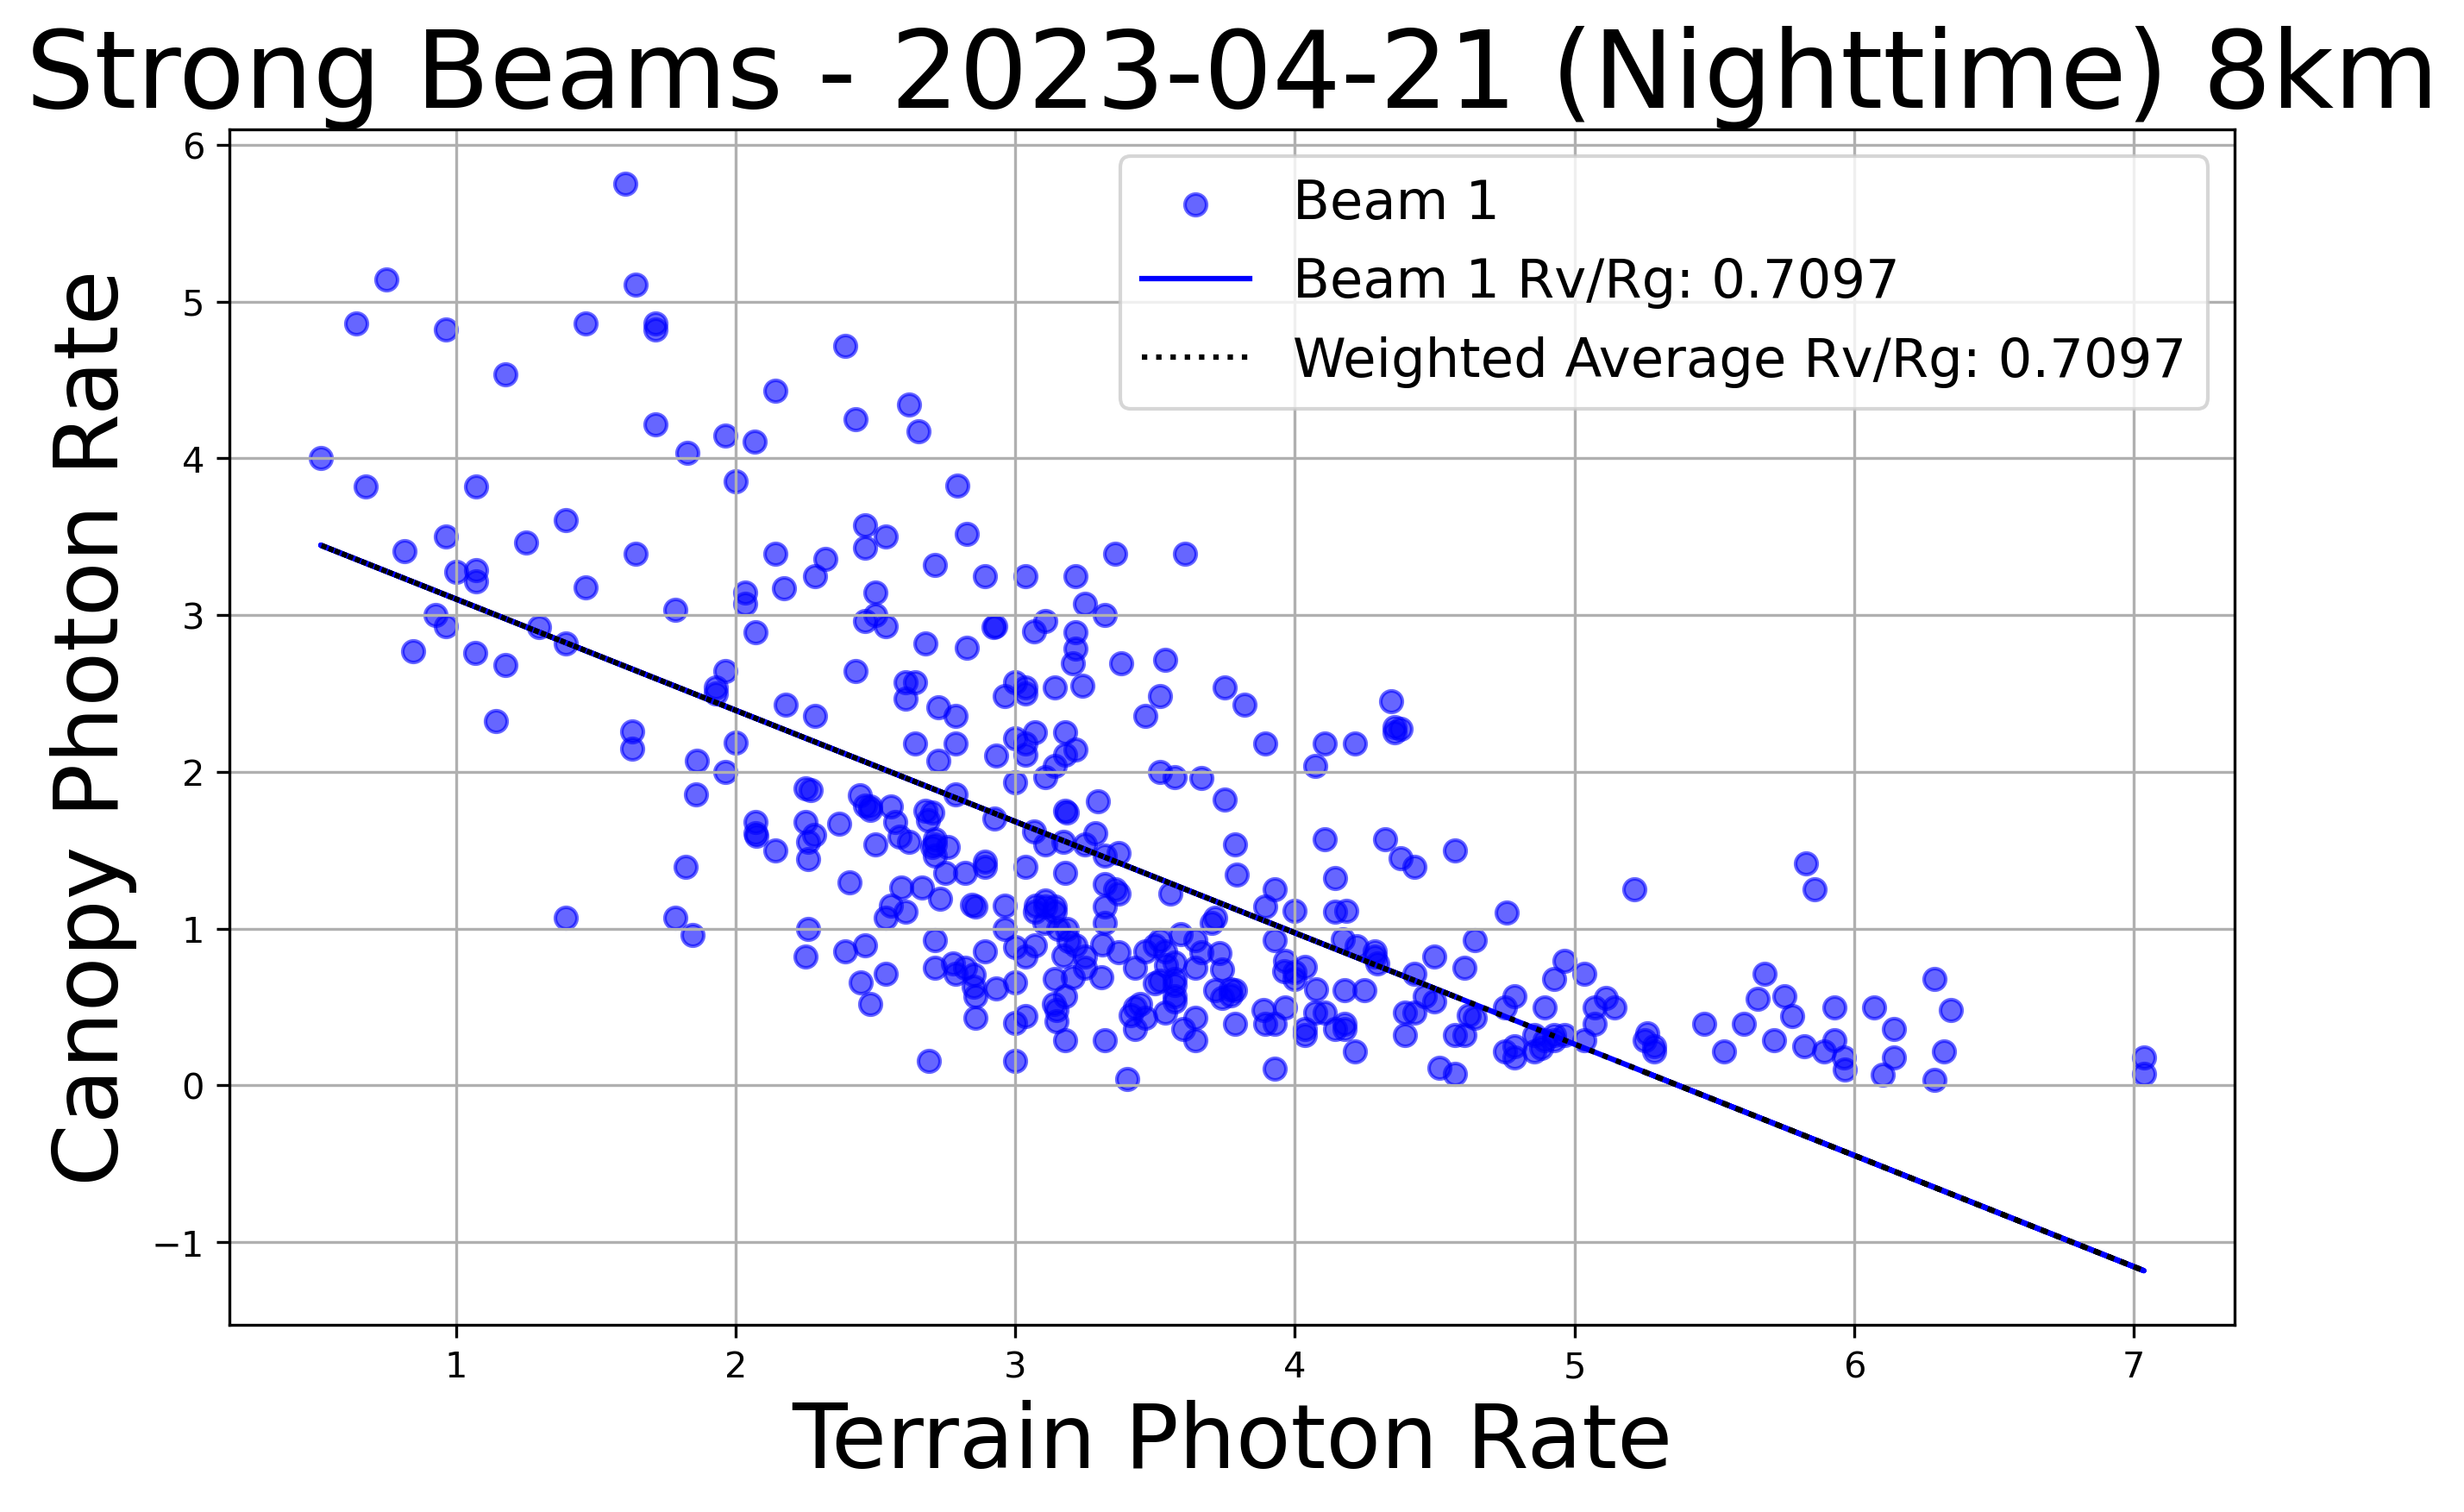 Strong Beams - 2023-04-21 (Nighttime) 8km
Beam 1
Beam 1 Rv/Rg: 0.7097
Weighted Average Rv/Rg: 0.7097
Canopy Photon Rate
6
5
4
3
2
1
0
−1
1 2 3 4 5 6 7
Terrain Photon Rate